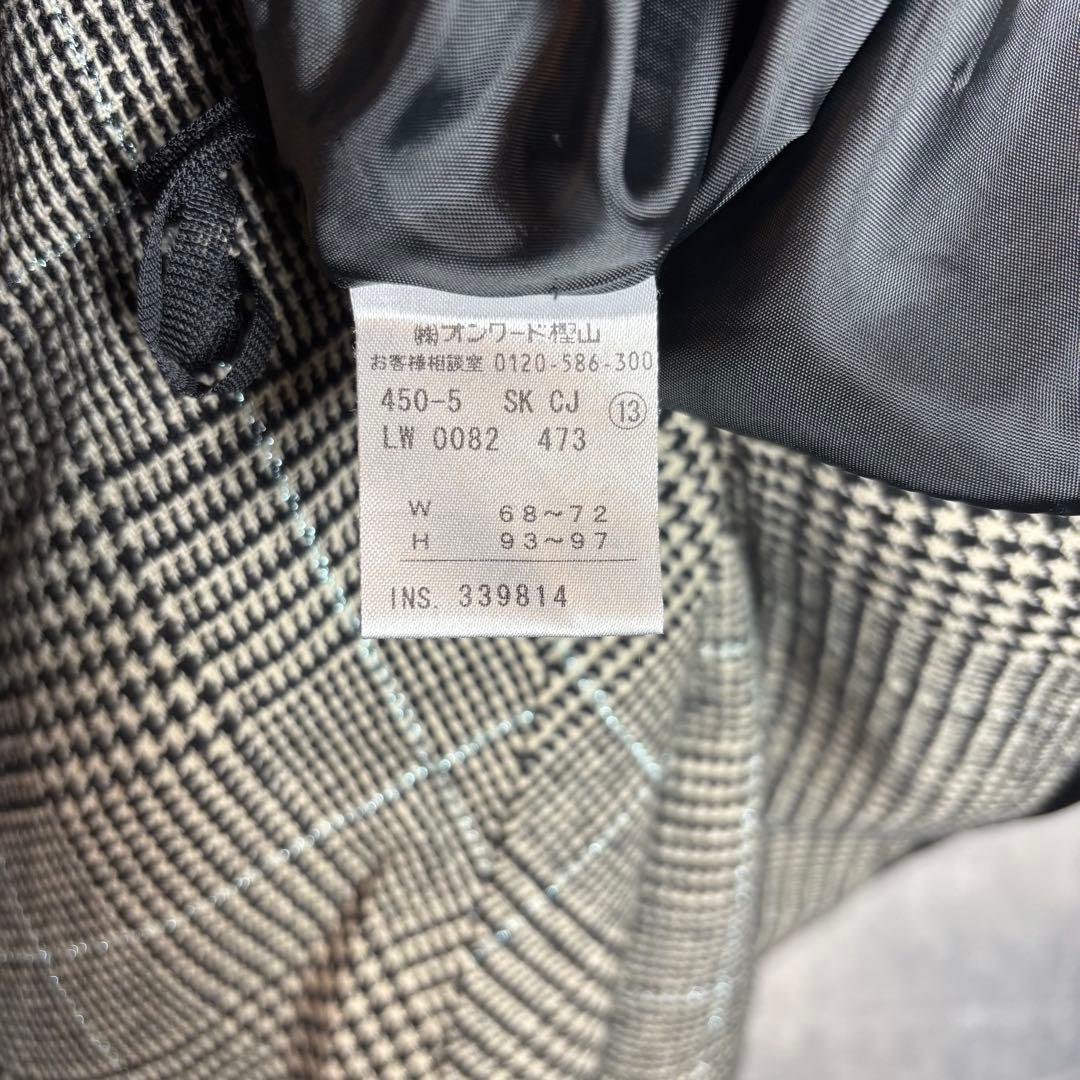 ㈱オンワード樫山
お客様相談室 0120-586-300
450-5 SK CJ ⑬
LW 0082 473
W 68～72
H 93～97
INS. 339814